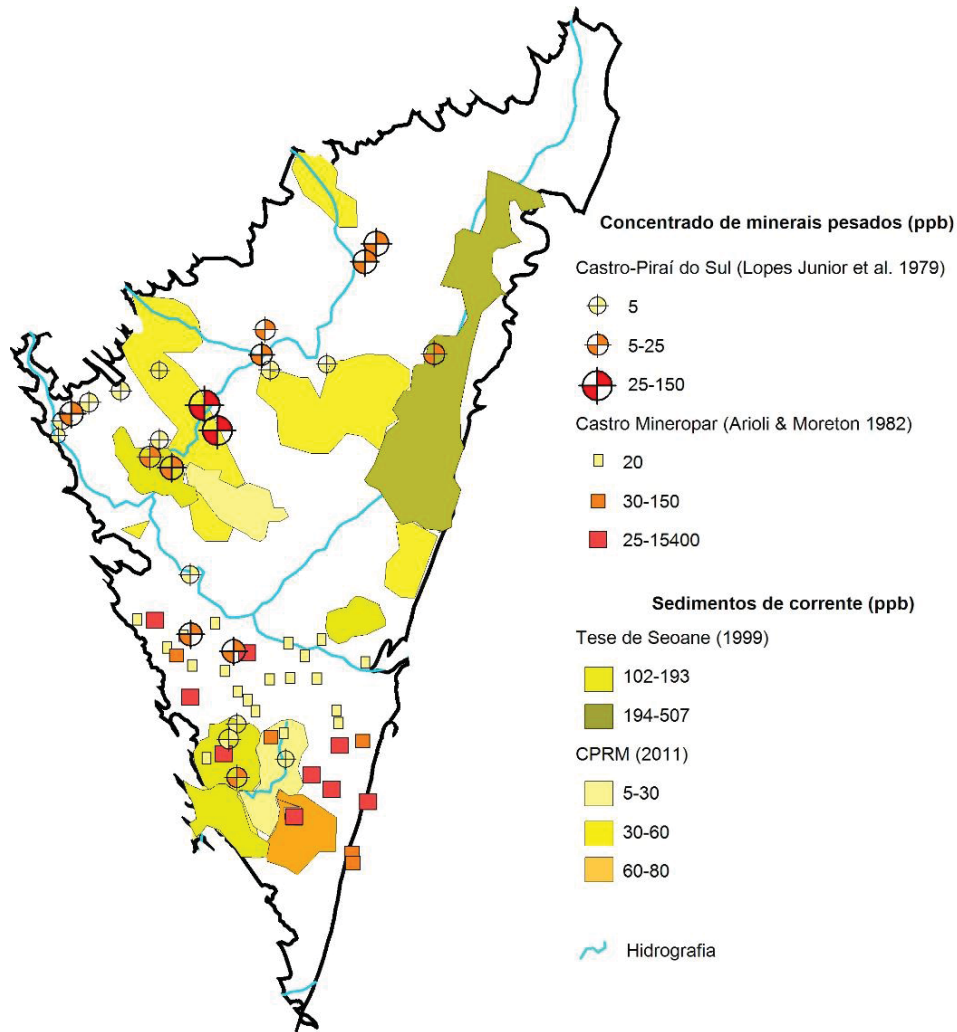 Concentrado de minerais pesados (ppb)
Castro-Piraí do Sul (Lopes Junior et al. 1979)
5
5-25
25-150
Castro Mineropar (Arioli & Moreton 1982)
20
30-150
25-15400
Sedimentos de corrente (ppb)
Tese de Seoane (1999)
102-193
194-507
CPRM (2011)
5-30
30-60
60-80
Hidrografia